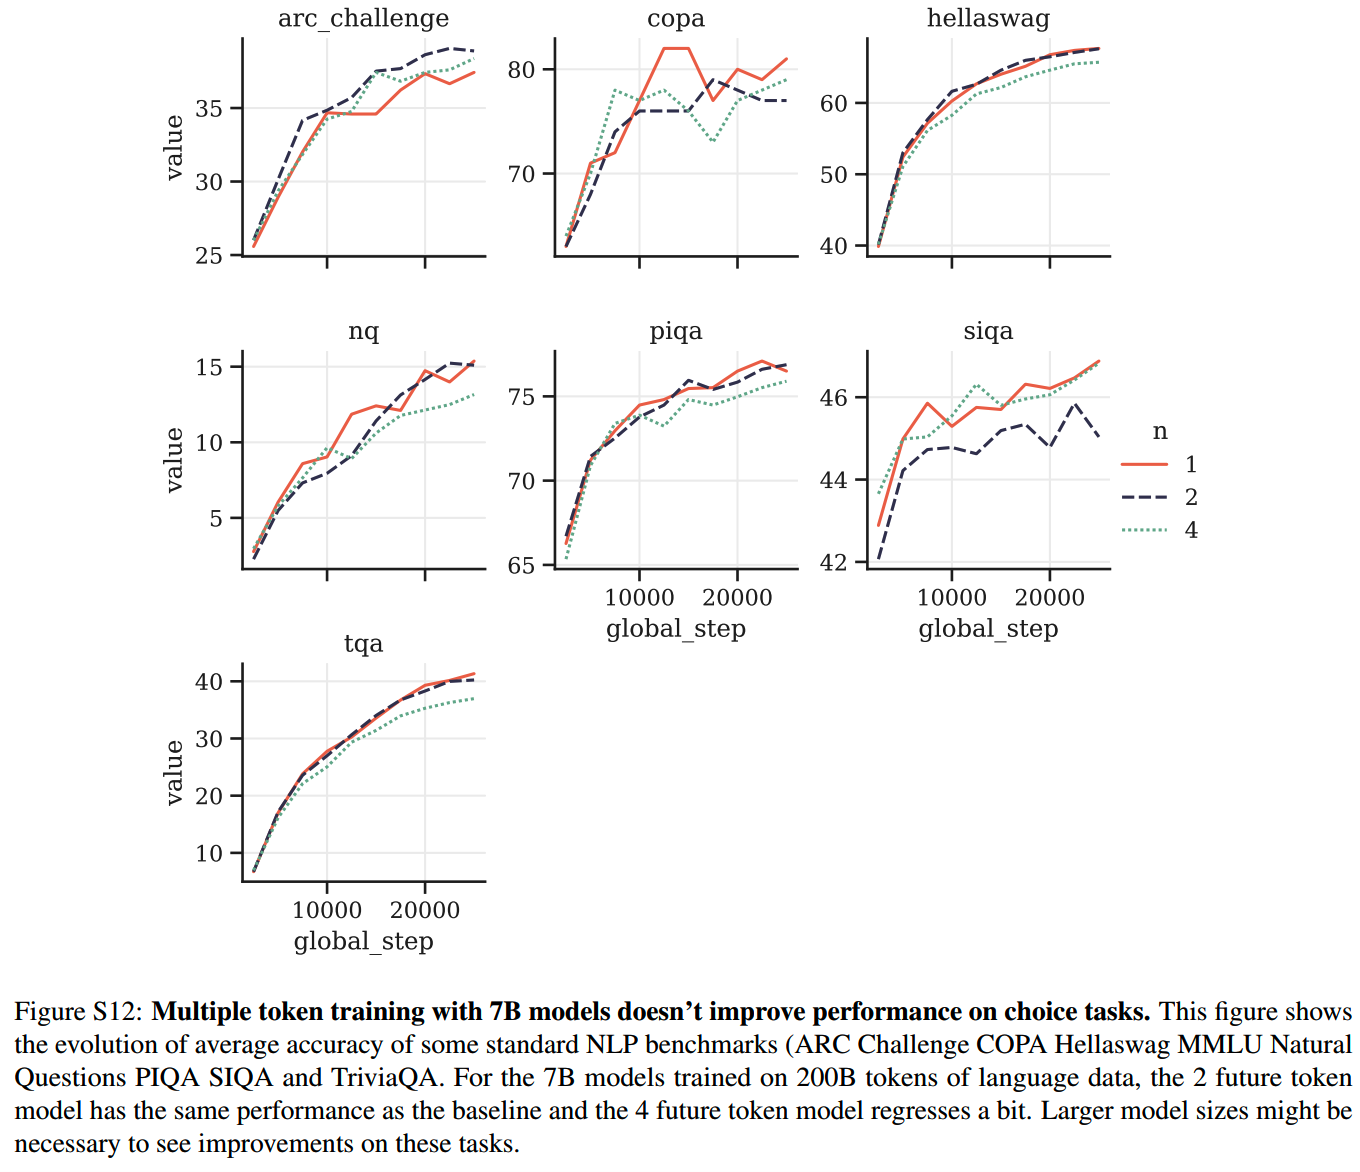 arc_challenge
copa
hellaswag
value
35
30
25
80
70
60
50
40
nq
piqa
siqa
value
15
10
5
75
70
65
46
44
42
10000 20000
global_step
10000 20000
global_step
n
1
2
4
tqa
value
40
30
20
10
10000 20000
global_step
Figure S12: Multiple token training with 7B models doesn't improve performance on choice tasks. This figure shows
the evolution of average accuracy of some standard NLP benchmarks (ARC Challenge COPA Hellaswag MMLU Natural
Questions PIQA SIQA and TriviaQA. For the 7B models trained on 200B tokens of language data, the 2 future token
model has the same performance as the baseline and the 4 future token model regresses a bit. Larger model sizes might be
necessary to see improvements on these tasks.